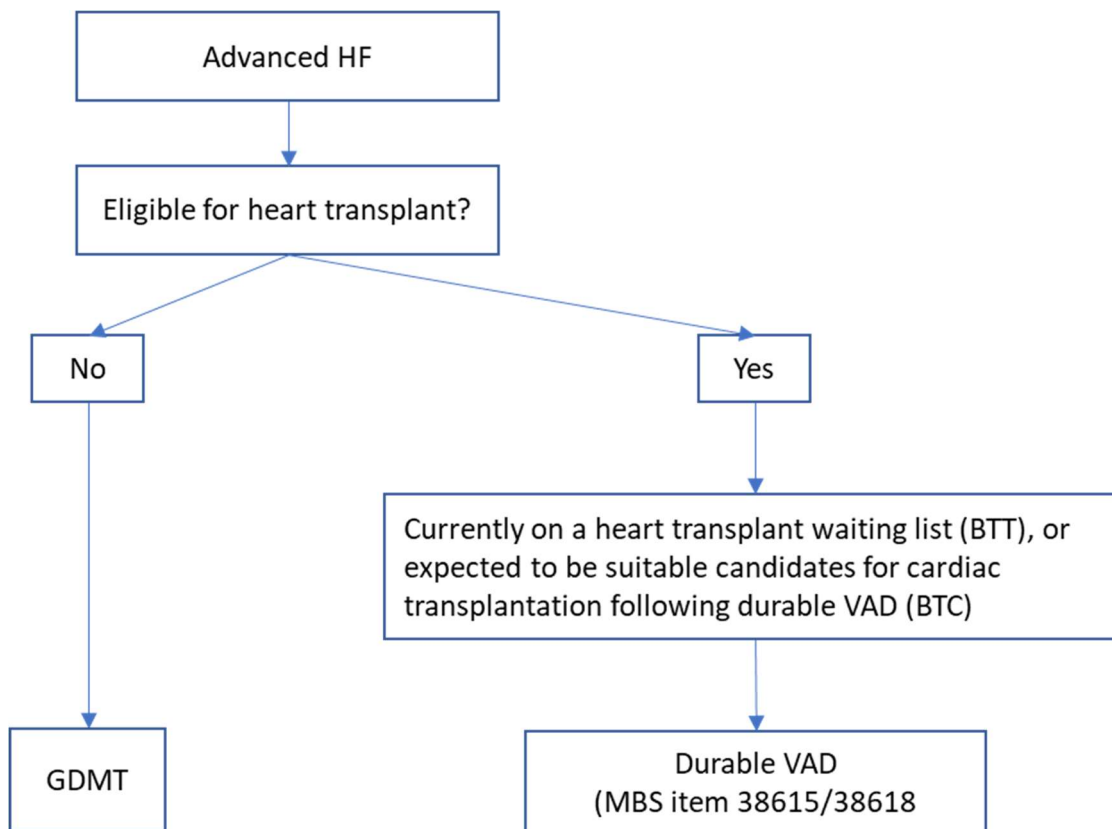 Advanced HF
Eligible for heart transplant?
No
Yes
Currently on a heart transplant waiting list (BTT), or
expected to be suitable candidates for cardiac
transplantation following durable VAD (BTC)
GDMT
Durable VAD
(MBS item 38615/38618